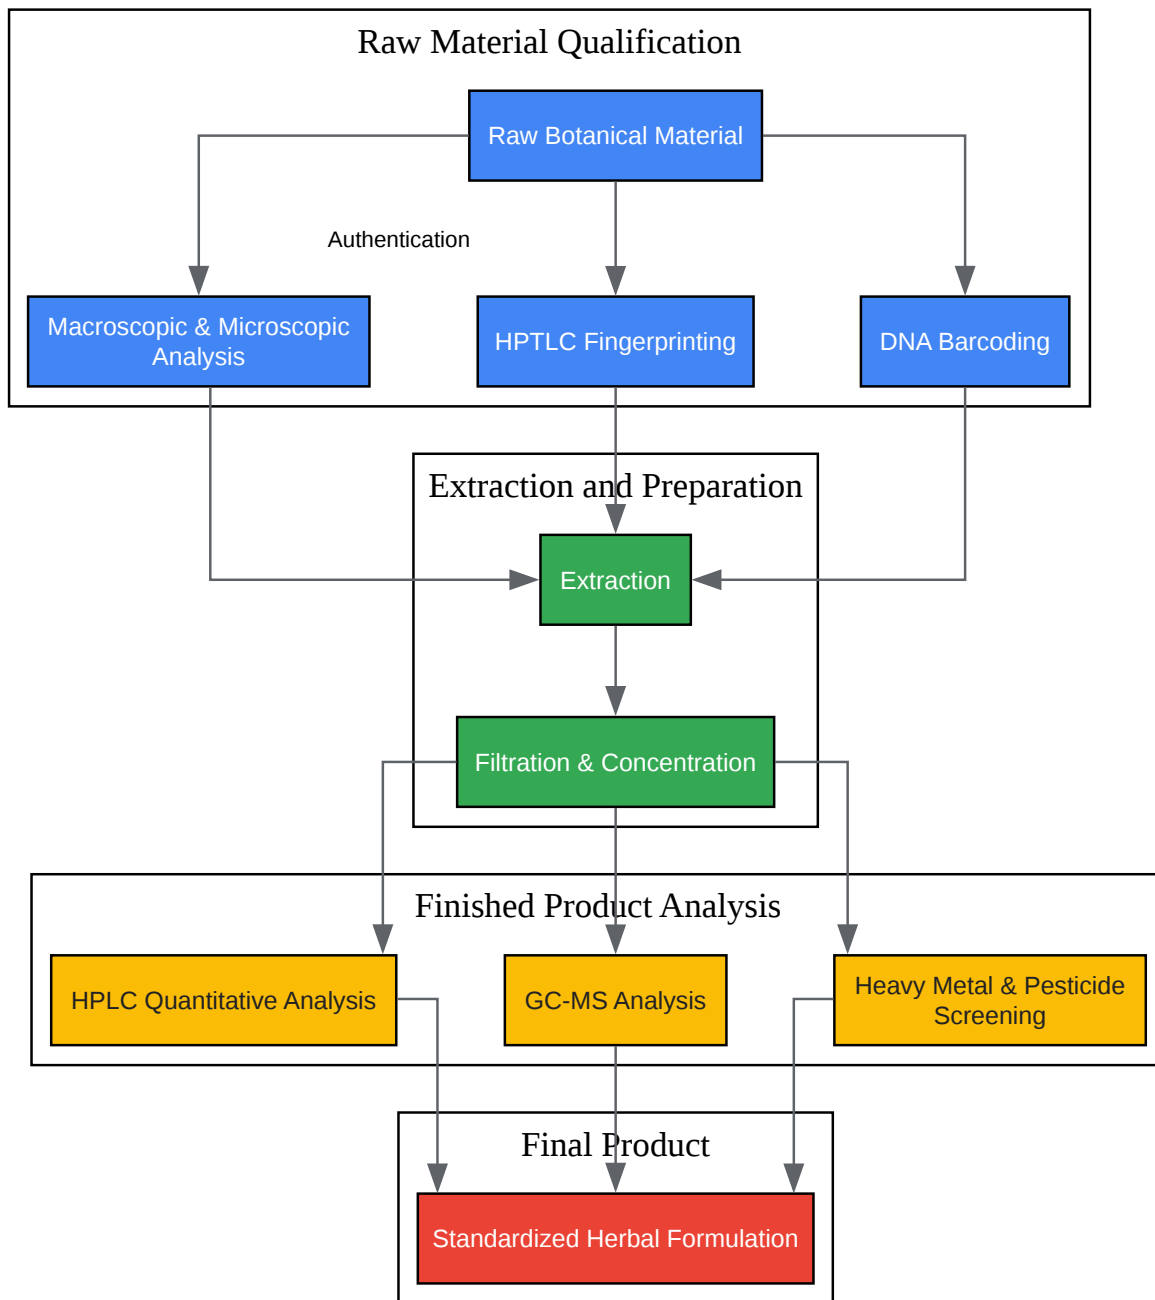 Raw Material Qualification
Raw Botanical Material
Authentication
Macroscopic & Microscopic
Analysis
HPTLC Fingerprinting
DNA Barcoding
Extraction and Preparation
Extraction
Filtration & Concentration
Finished Product Analysis
HPLC Quantitative Analysis
GC-MS Analysis
Heavy Metal & Pesticide
Screening
Final Product
Standardized Herbal Formulation